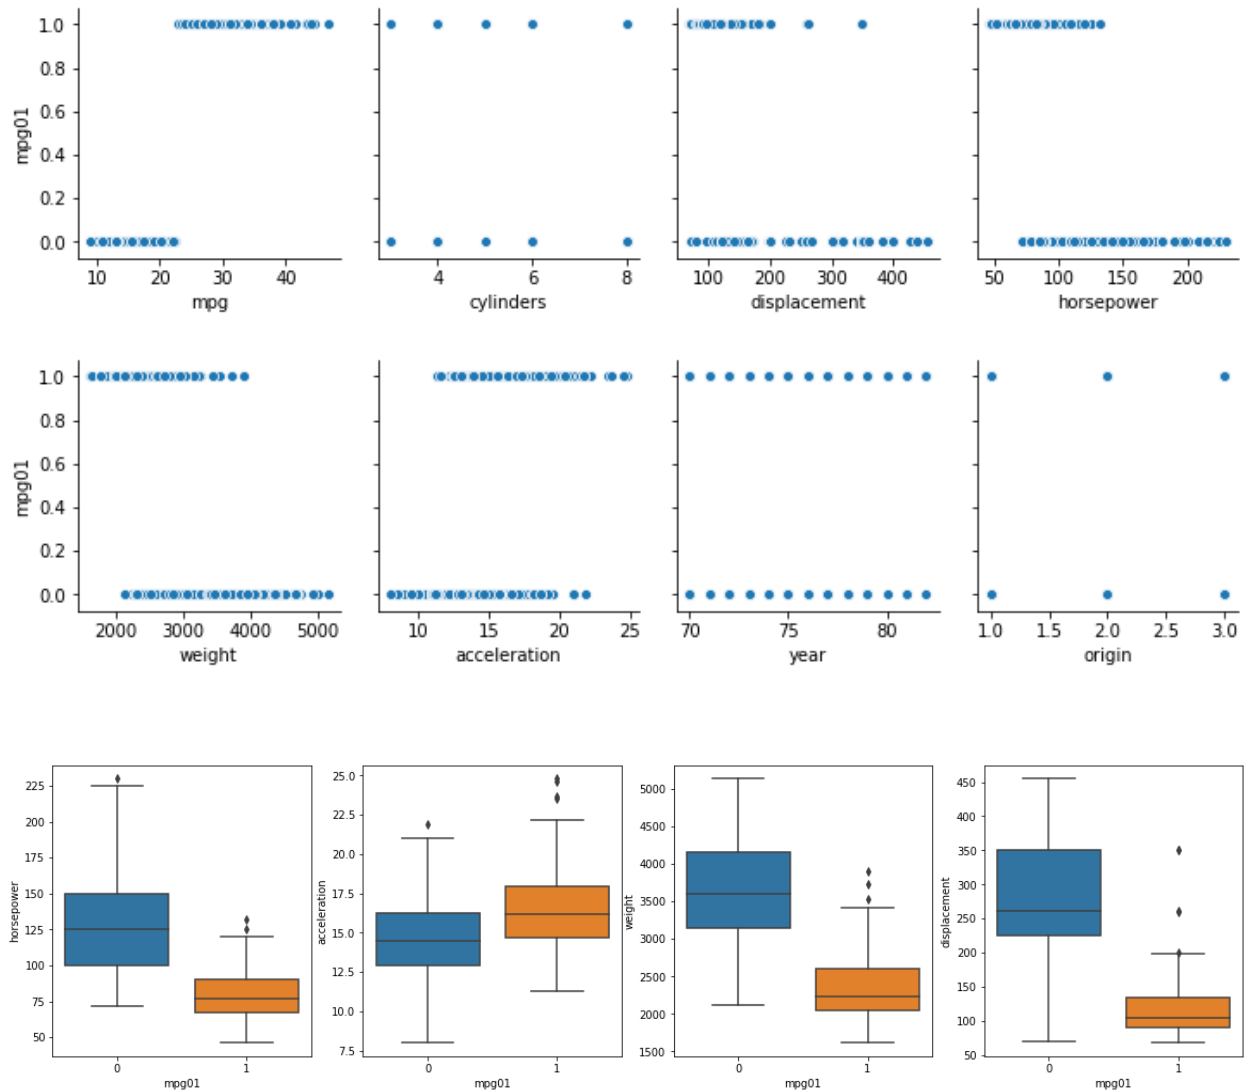 1.0
0.8
0.6
0.4
0.2
0.0
mpg01
10 20 30 40
mpg
4 6 8
cylinders
100 200 300 400
displacement
50 100 150 200
horsepower
1.0
0.8
0.6
0.4
0.2
0.0
mpg01
2000 3000 4000 5000
weight
10 15 20 25
acceleration
70 75 80
year
1.0 1.5 2.0 2.5 3.0
origin
225
200
175
150
125
100
75
50
horsepower
0 1
mpg01
25.0
22.5
20.0
17.5
15.0
12.5
10.0
7.5
acceleration
0 1
mpg01
5000
4500
4000
3500
3000
2500
2000
1500
weight
0 1
mpg01
450
400
350
300
250
200
150
100
50
displacement
0 1
mpg01